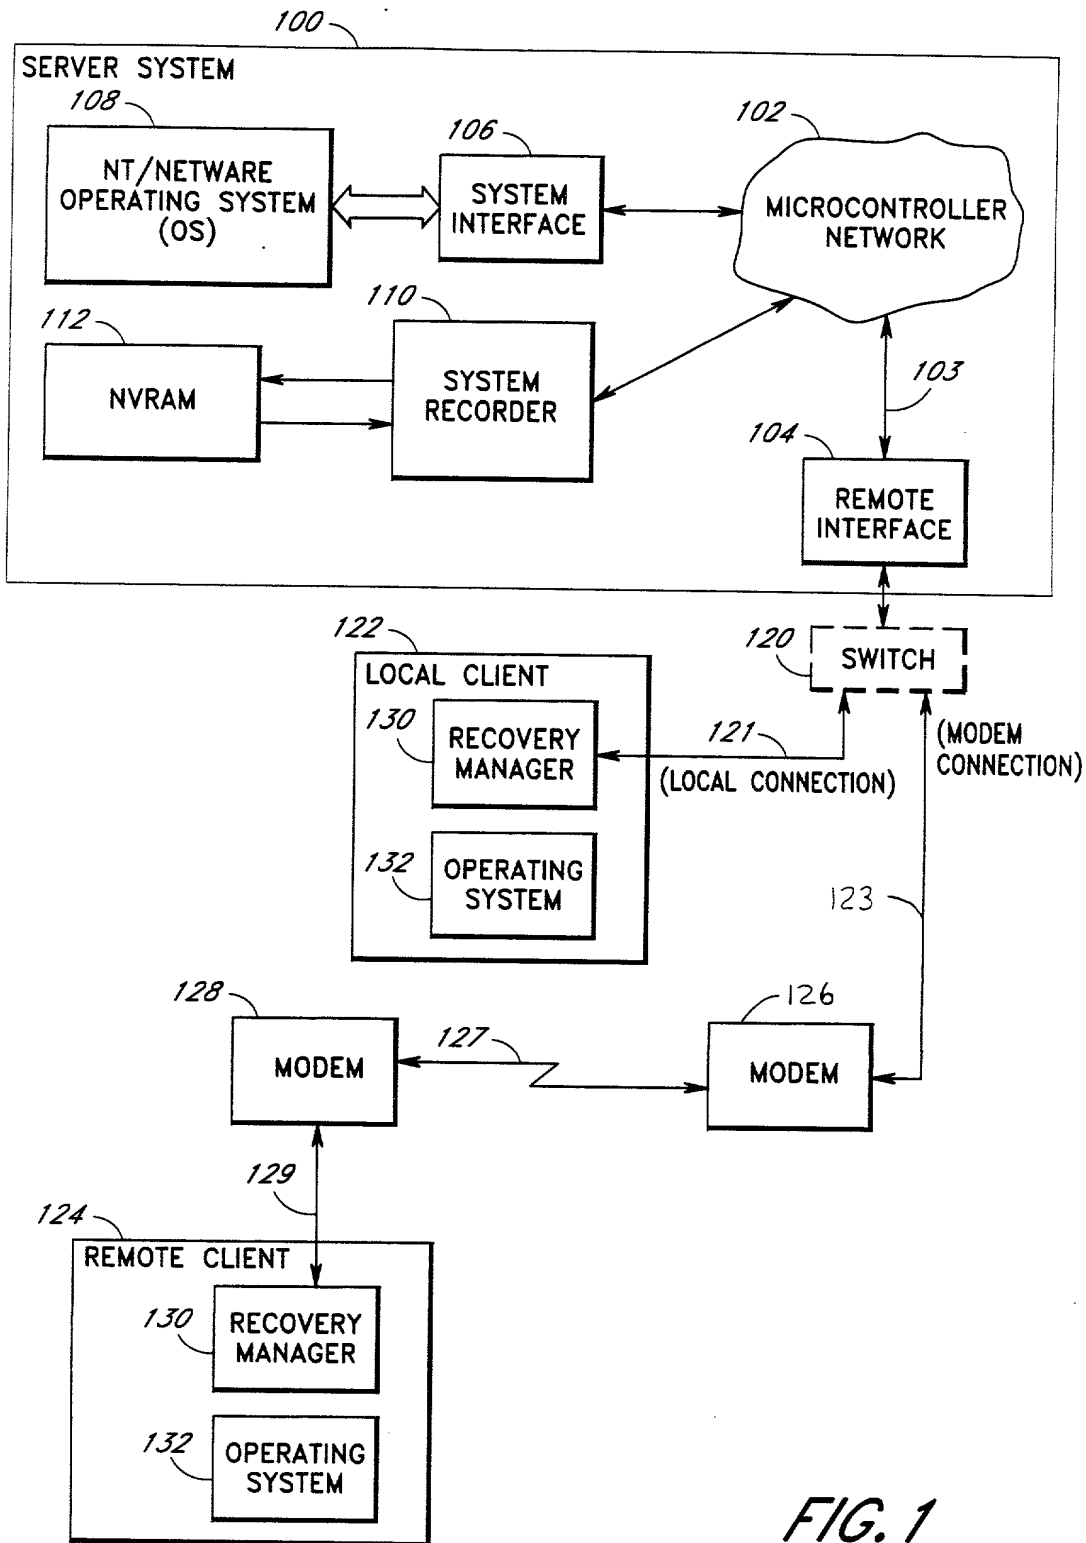 100
SERVER SYSTEM
108
NT/NETWARE
OPERATING SYSTEM
(OS)
106
SYSTEM
INTERFACE
102
MICROCONTROLLER
NETWORK
112
NVRAM
110
SYSTEM
RECORDER
103
104
REMOTE
INTERFACE
122
LOCAL CLIENT
130
RECOVERY
MANAGER
132
OPERATING
SYSTEM
120
SWITCH
121
(LOCAL CONNECTION)
(MODEM
CONNECTION)
123
128
MODEM
127
126
MODEM
129
124
REMOTE CLIENT
130
RECOVERY
MANAGER
132
OPERATING
SYSTEM
FIG. 1